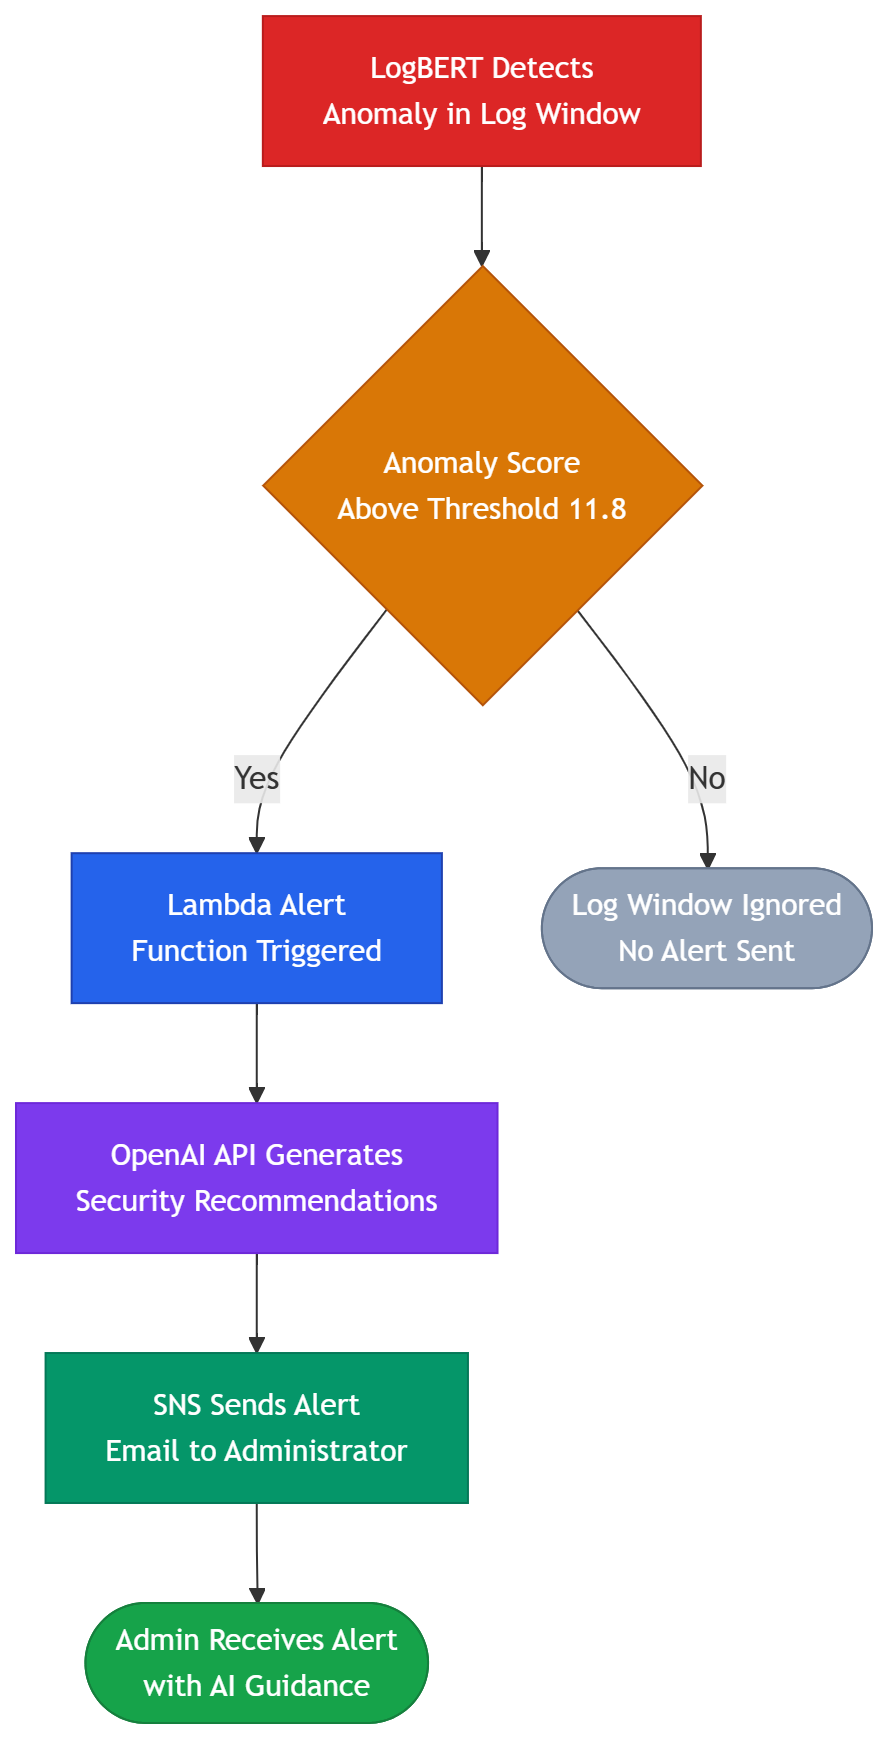 LogBERT Detects
Anomaly in Log Window
Anomaly Score
Above Threshold 11.8
Yes
No
Lambda Alert
Function Triggered
Log Window Ignored
No Alert Sent
OpenAI API Generates
Security Recommendations
SNS Sends Alert
Email to Administrator
Admin Receives Alert
with AI Guidance